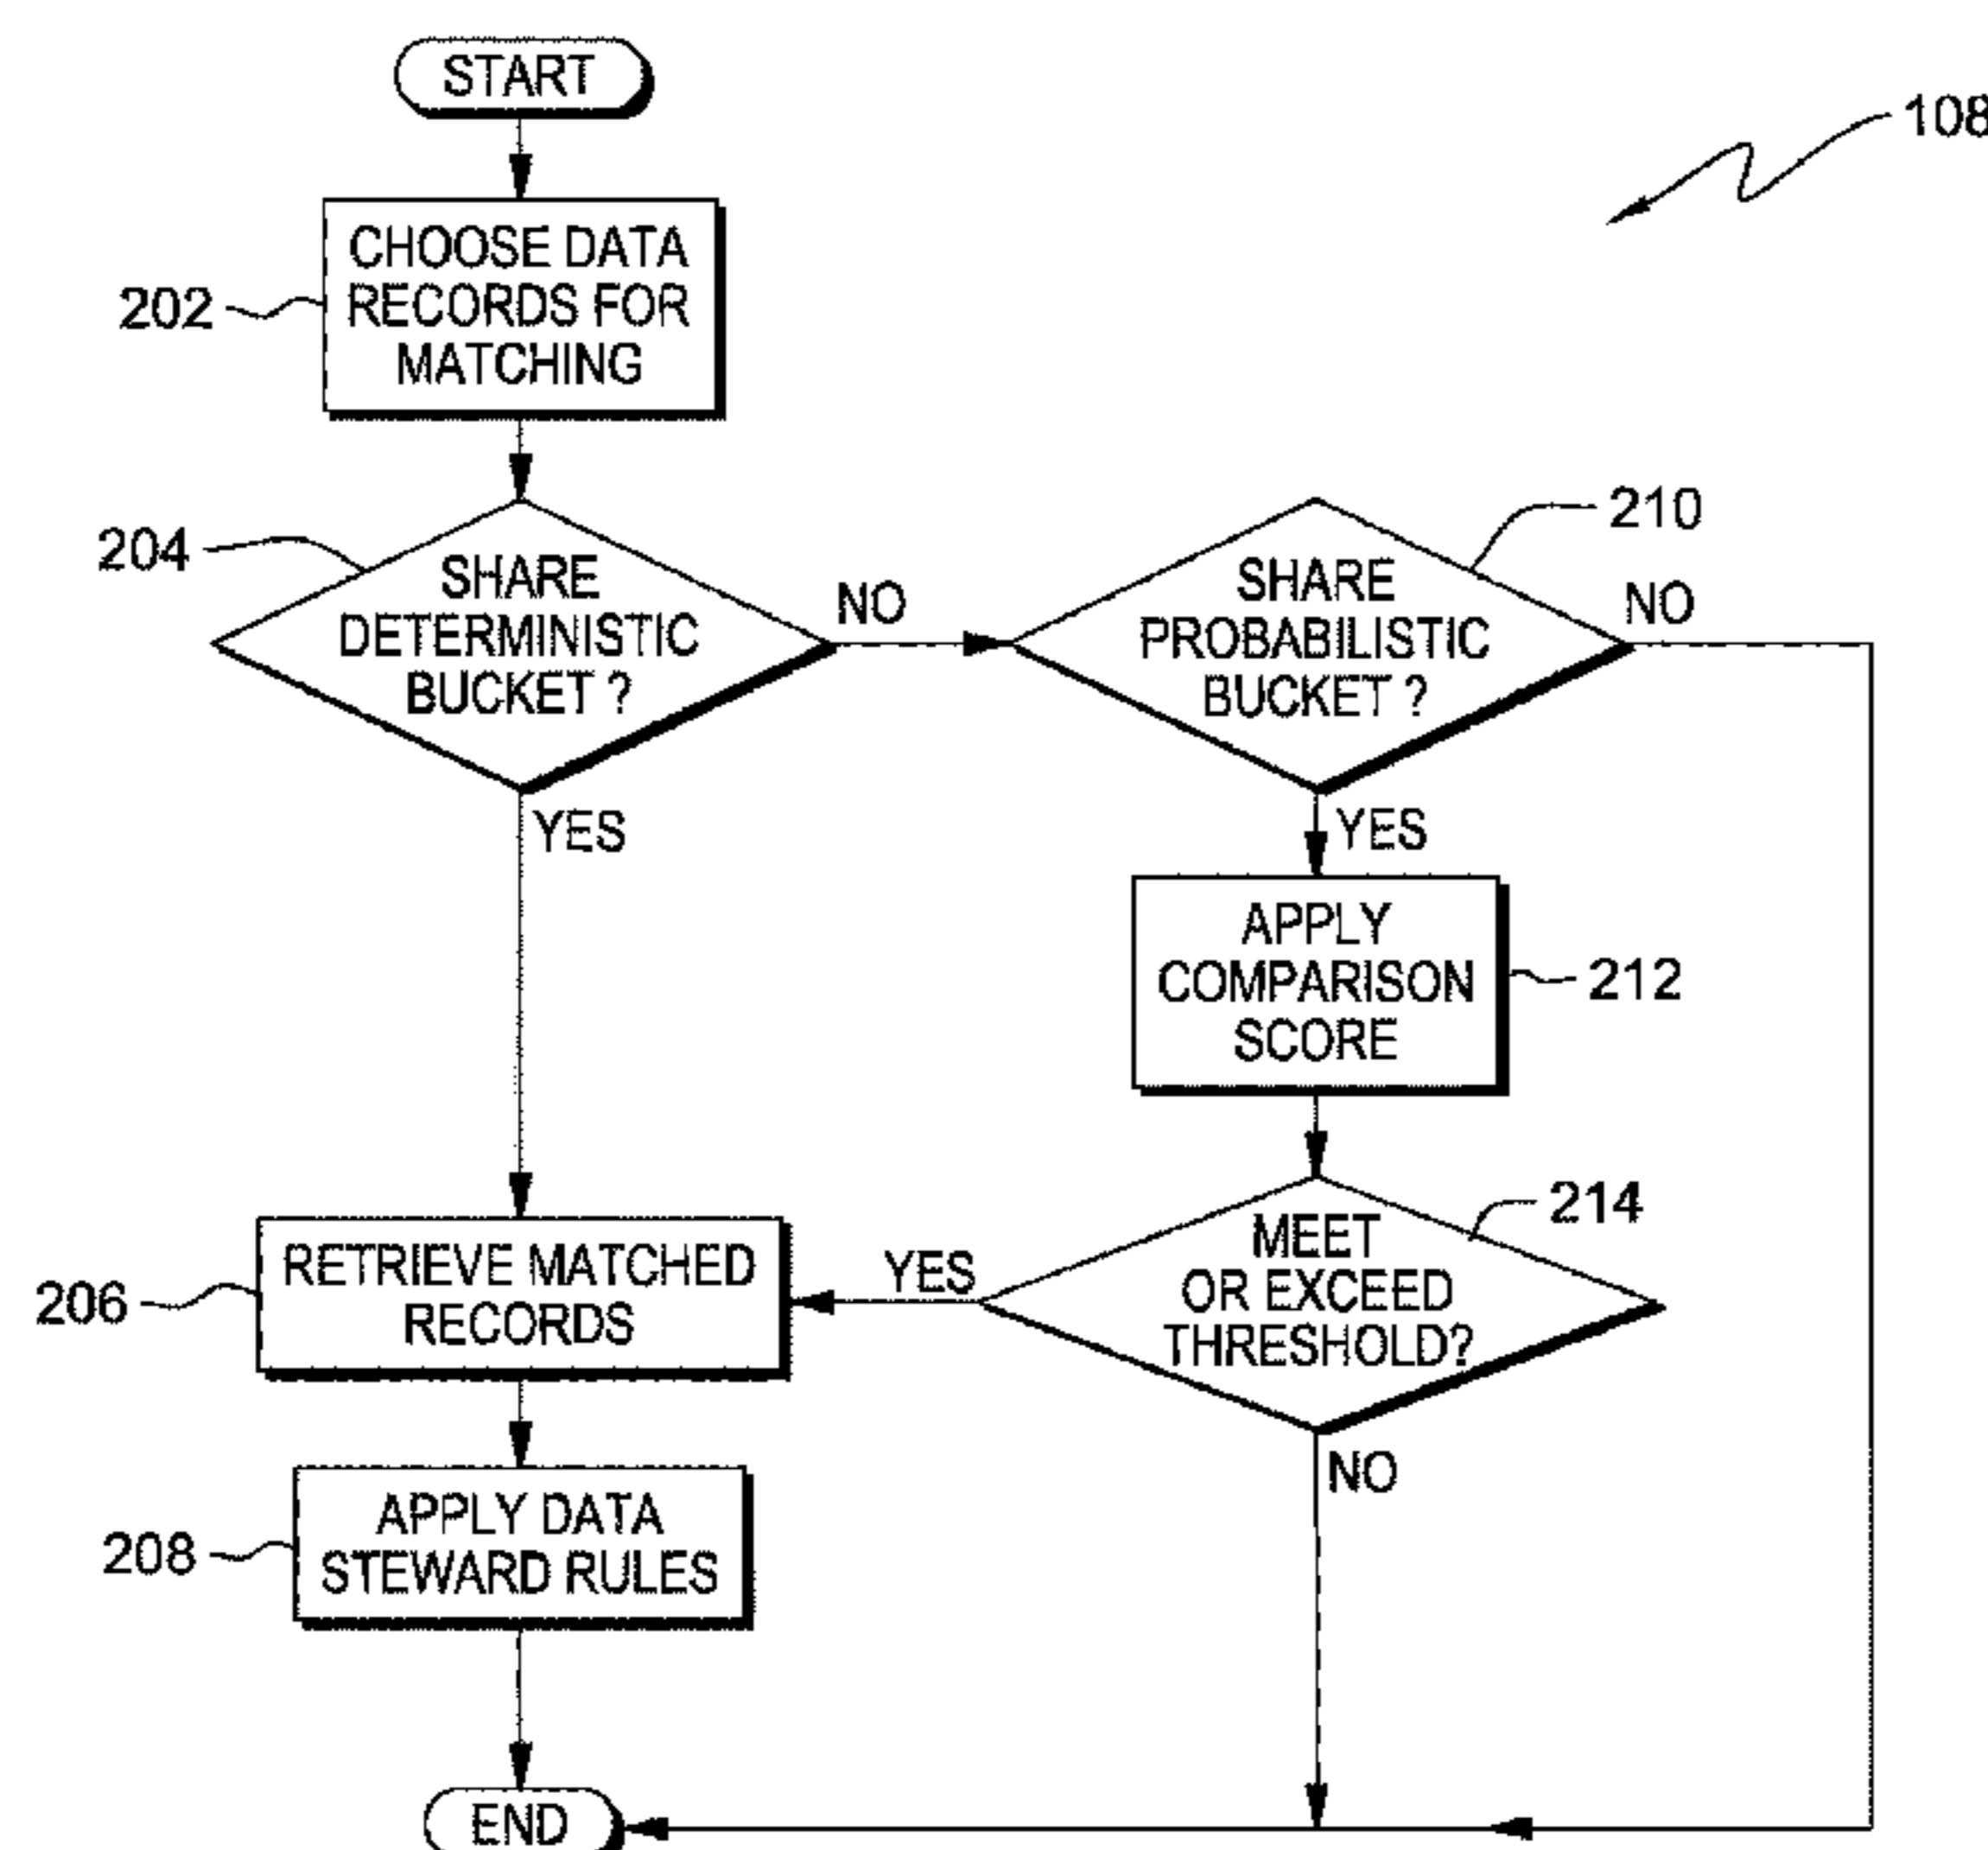 START
108
CHOOSE DATA
RECORDS FOR
MATCHING
202
204
SHARE
DETERMINISTIC
BUCKET ?
NO
210
SHARE
PROBABILISTIC
BUCKET ?
NO
YES
YES
APPLY
COMPARISON
SCORE
212
214
MEET
OR EXCEED
THRESHOLD?
YES
RETRIEVE MATCHED
RECORDS
206
NO
APPLY DATA
STEWARD RULES
208
END